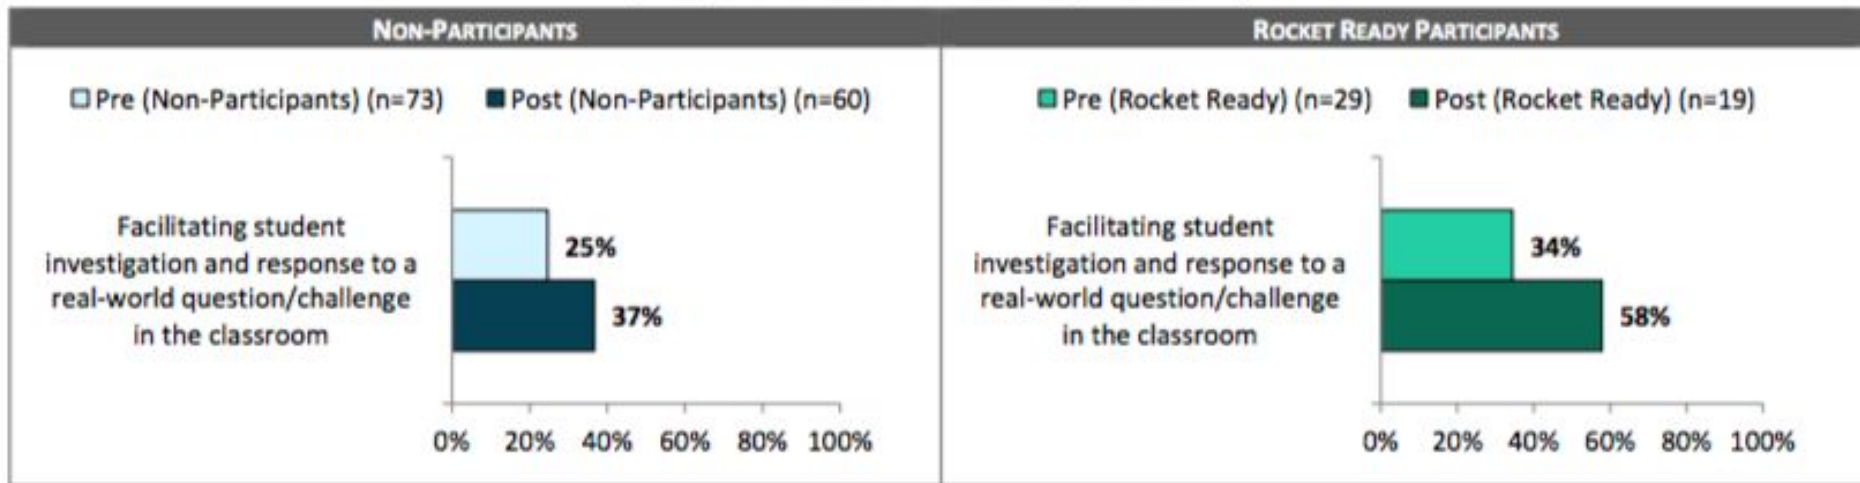 NON-PARTICIPANTS
Pre (Non-Participants) (n=73) Post (Non-Participants) (n=60)
Facilitating student
investigation and response to a
real-world question/challenge
in the classroom
25%
37%
0% 20% 40% 60% 80% 100%
ROCKET READY PARTICIPANTS
Pre (Rocket Ready) (n=29) Post (Rocket Ready) (n=19)
Facilitating student
investigation and response to a
real-world question/challenge
in the classroom
34%
58%
0% 20% 40% 60% 80% 100%